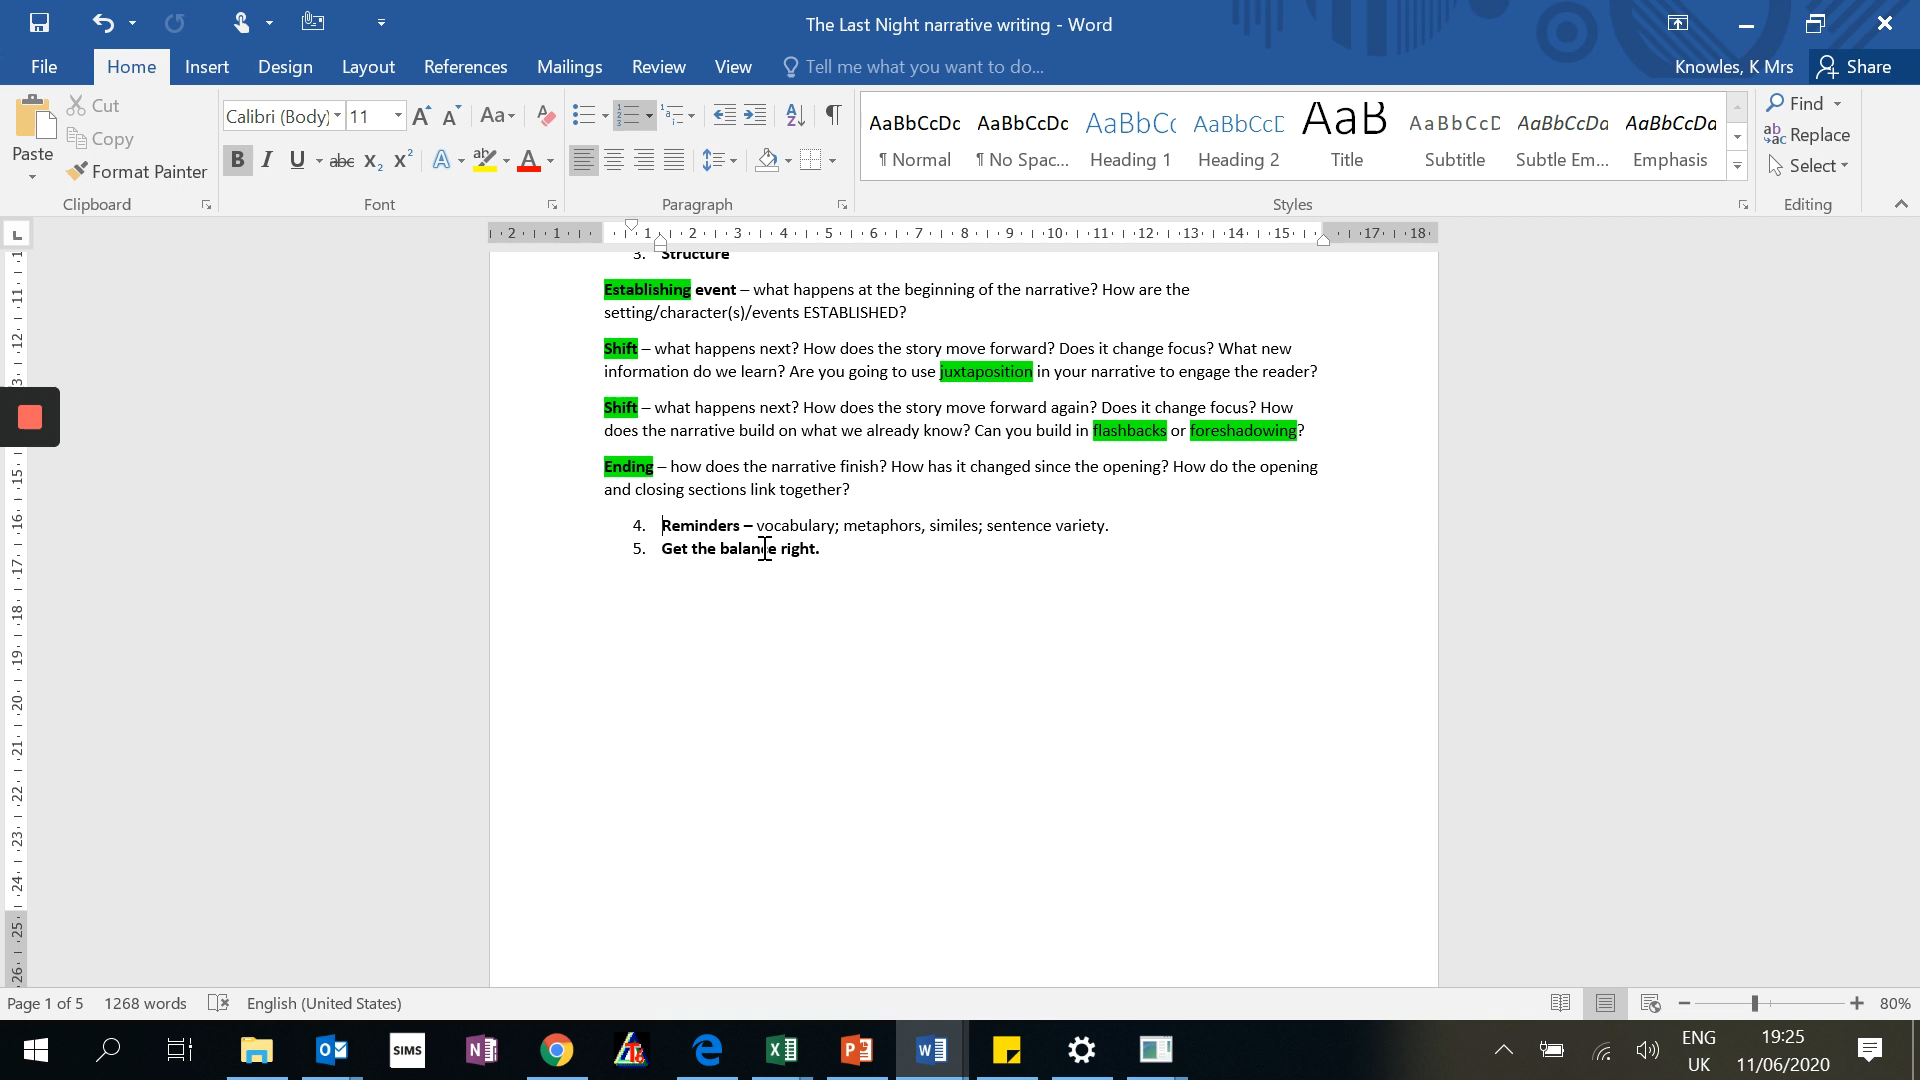 The Last Night narrative writing - Word
File Home Insert Design Layout References Mailings Review View Tell me what you want to do... Knowles, K Mrs Share
Paste Cut Copy Format Painter
Calibri (Body) 11
AaBbCcDc AaBbCcDc AaBbCc AaBbCcD AaB AaBbCcD AaBbCcDd AaBbCcDd
¶ Normal ¶ No Spac... Heading 1 Heading 2 Title Subtitle Subtle Em... Emphasis
Find
Replace
Select
Clipboard Font Paragraph Styles Editing
3. Structure
Establishing event – what happens at the beginning of the narrative? How are the
setting/character(s)/events ESTABLISHED?
Shift – what happens next? How does the story move forward? Does it change focus? What new
information do we learn? Are you going to use juxtaposition in your narrative to engage the reader?
Shift – what happens next? How does the story move forward again? Does it change focus? How
does the narrative build on what we already know? Can you build in flashbacks or foreshadowing?
Ending – how does the narrative finish? How has it changed since the opening? How do the opening
and closing sections link together?
4. Reminders – vocabulary; metaphors, similes; sentence variety.
5. Get the balance right.
Page 1 of 5 1268 words English (United States) 80%
SIMS
ENG
UK
19:25
11/06/2020